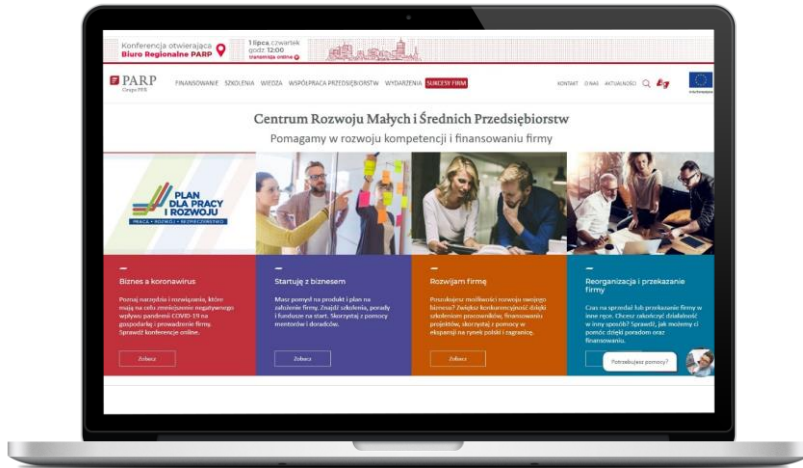 Konferencja otwierająca
Biuro Regionalne PARP
1 lipca, czwartek
godz. 12:00
transmisja online
PARP
Grupa PFR
FINANSOWANIE SZKOLENIA WIEDZA WSPÓŁPRACA PRZEDSIĘBIORSTW WYDARZENIA SUKCESY FIRM
KONTAKT O NAS AKTUALNOŚCI
Centrum Rozwoju Małych i Średnich Przedsiębiorstw
Pomagamy w rozwoju kompetencji i finansowaniu firmy
PLAN
DLA PRACY
I ROZWOJU
PRACA • ROZWÓJ • BEZPIECZEŃSTWO
Biznes a koronawirus
Poznaj narzędzia i rozwiązania, które
mają na celu zmniejszenie negatywnego
wpływu pandemii COVID-19 na
gospodarkę i prowadzenie firmy.
Sprawdź konferencje online.
Zobacz
Startuję z biznesem
Masz pomysł na produkt i plan na
założenie firmy. Znajdź szkolenia, porady
i fundusze na start. Skorzystaj z pomocy
mentorów i doradców.
Zobacz
Rozwijam firmę
Poszukujesz możliwości rozwoju swojego
biznesu? Zwiększ konkurencyjność dzięki
szkoleniom pracowników, finansowaniu
projektów, skorzystaj z pomocy w
ekspansji na rynek polski i zagranicę.
Zobacz
Reorganizacja i przekazanie
firmy
Czas na sprzedaż lub przekazanie firmy w
inne ręce. Chcesz zakończyć działalność
w inny sposób? Sprawdź, jak możemy ci
pomóc dzięki poradom oraz
finansowaniu.
Potrzebujesz pomocy?